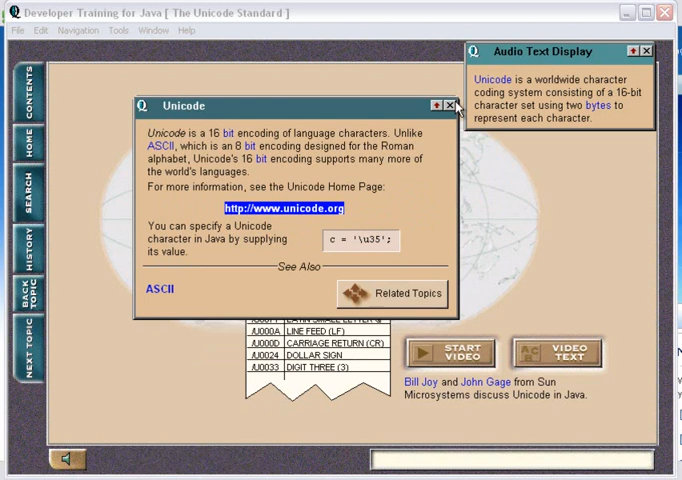 Developer Training for Java [ The Unicode Standard ]
File Edit Navigation Tools Window Help
CONTENTS
HOME
SEARCH
HISTORY
BACK TOPIC
NEXT TOPIC
Audio Text Display
Unicode is a worldwide character
coding system consisting of a 16-bit
character set using two bytes to
represent each character.
Unicode
Unicode is a 16 bit encoding of language characters. Unlike
ASCII, which is an 8 bit encoding designed for the Roman
alphabet, Unicode's 16 bit encoding supports many more of
the world's languages.
For more information, see the Unicode Home Page:
http://www.unicode.org
You can specify a Unicode
character in Java by supplying
its value.
c = '\u35';
See Also
ASCII
Related Topics
/U000A LINE FEED (LF)
/U000D CARRIAGE RETURN (CR)
/U0024 DOLLAR SIGN
/U0033 DIGIT THREE (3)
START VIDEO
VIDEO TEXT
Bill Joy and John Gage from Sun
Microsystems discuss Unicode in Java.